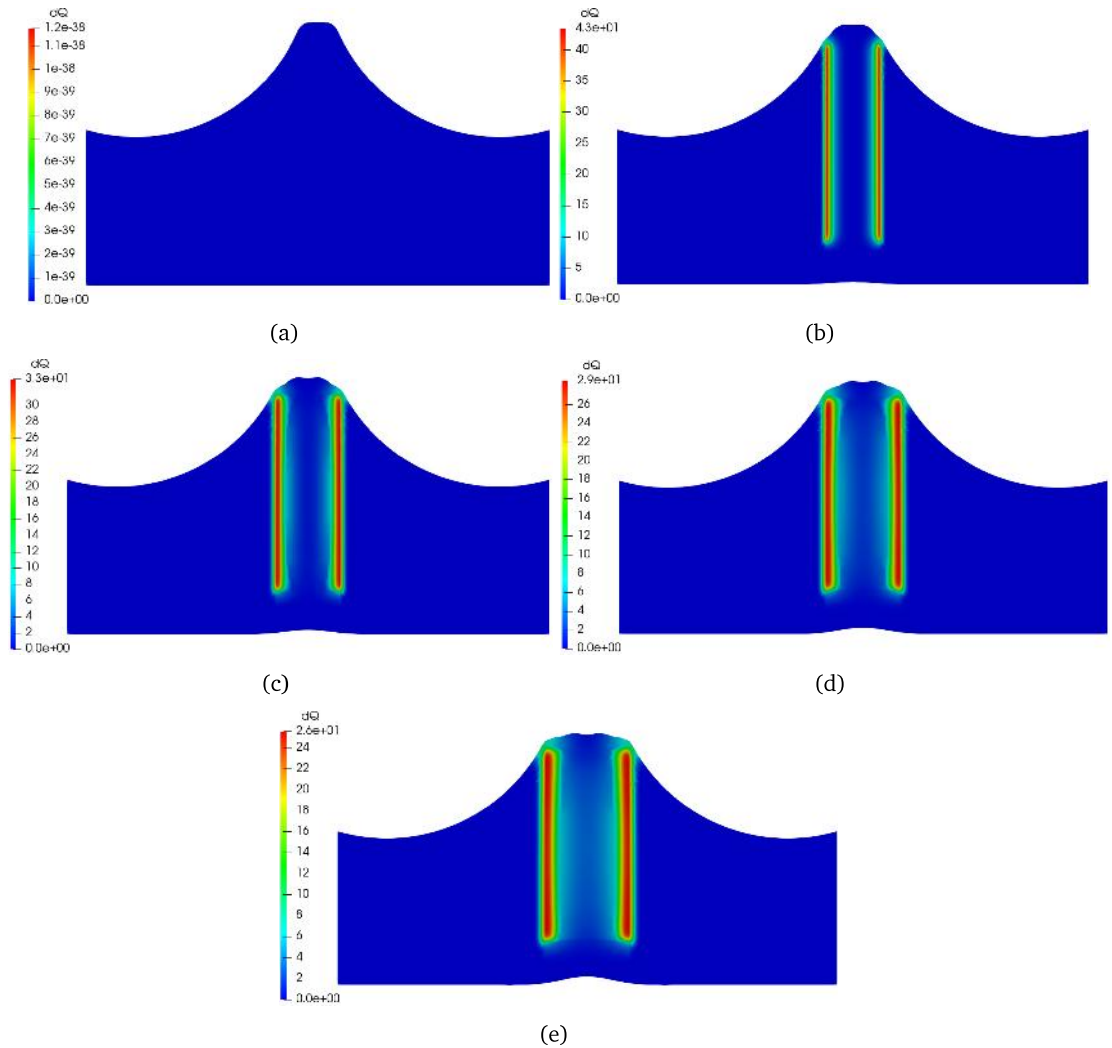 dQ
1.2e-38
1.1e-38
1e-38
9e-39
8e-39
7e-39
6e-39
5e-39
4e-39
3e-39
2e-39
1e-39
0.0e+00
(a)
dQ
4.3e+01
40
35
30
25
20
15
10
5
0.0e+00
(b)
dQ
3.3e+01
30
28
26
24
22
20
18
16
14
12
10
8
6
4
2
0.0e+00
(c)
dQ
2.9e+01
26
24
22
20
18
16
14
12
10
8
6
4
2
0.0e+00
(d)
dQ
2.6e+01
24
22
20
18
16
14
12
10
8
6
4
2
0.0e+00
(e)